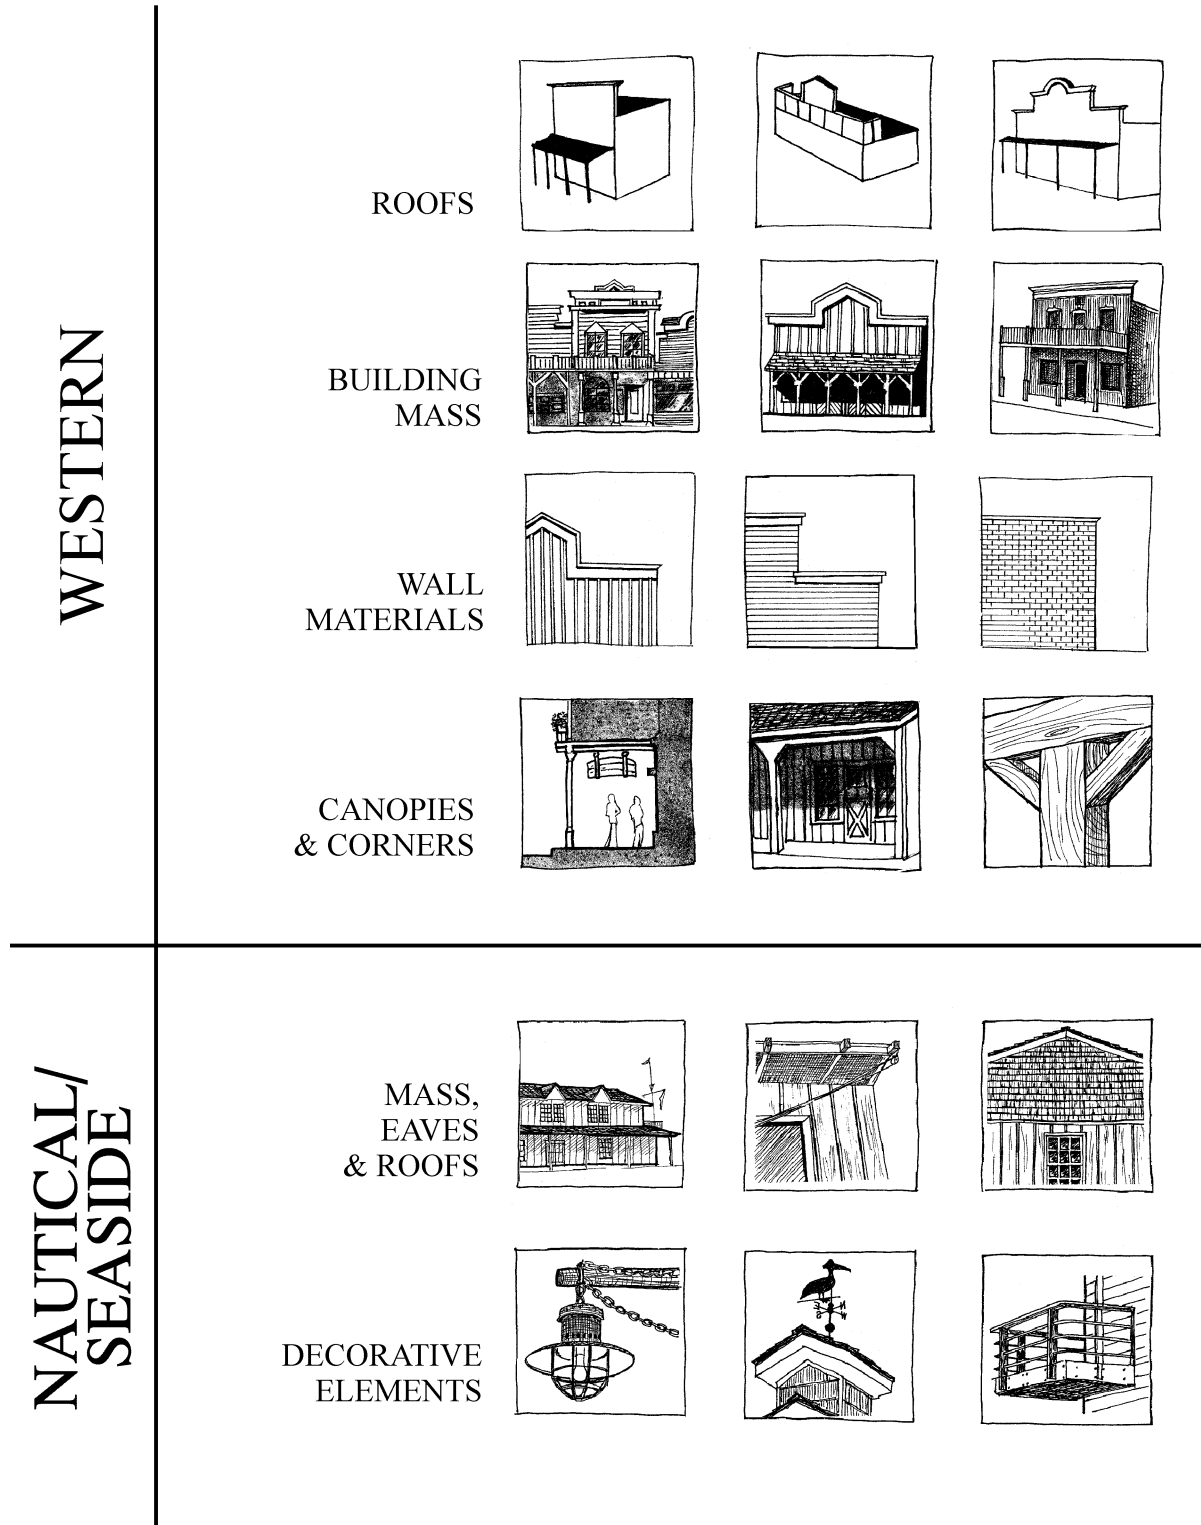 WESTERN
ROOFS
BUILDING
MASS
WALL
MATERIALS
CANOPIES
& CORNERS
NAUTICAL/
SEASIDE
MASS,
EAVES
& ROOFS
DECORATIVE
ELEMENTS